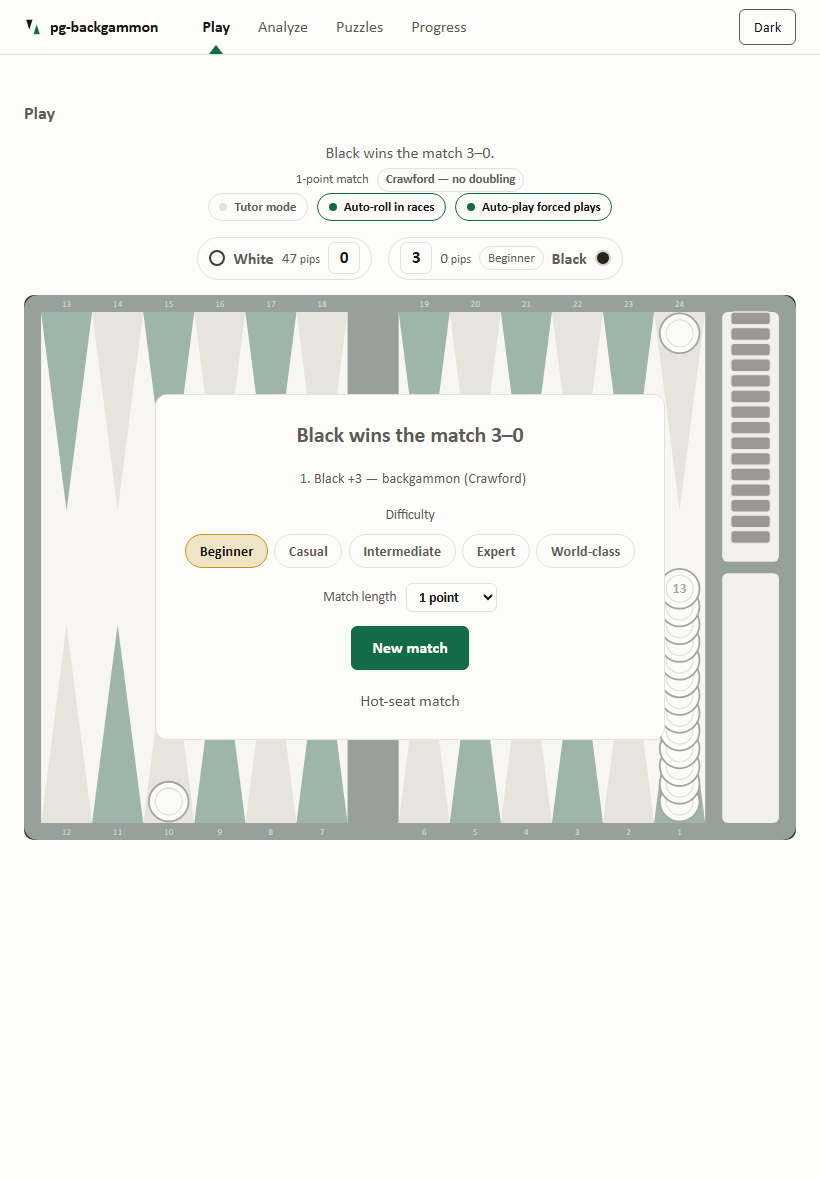 pg-backgammon Play Analyze Puzzles Progress Dark
Play
Black wins the match 3–0.
1-point match Crawford — no doubling
Tutor mode Auto-roll in races Auto-play forced plays
White 47 pips 0 3 0 pips Beginner Black
13 14 15 16 17 18 19 20 21 22 23 24
Black wins the match 3–0
1. Black +3 — backgammon (Crawford)
Difficulty
Beginner Casual Intermediate Expert World-class
13
Match length 1 point
New match
Hot-seat match
12 11 10 9 8 7 6 5 4 3 2 1